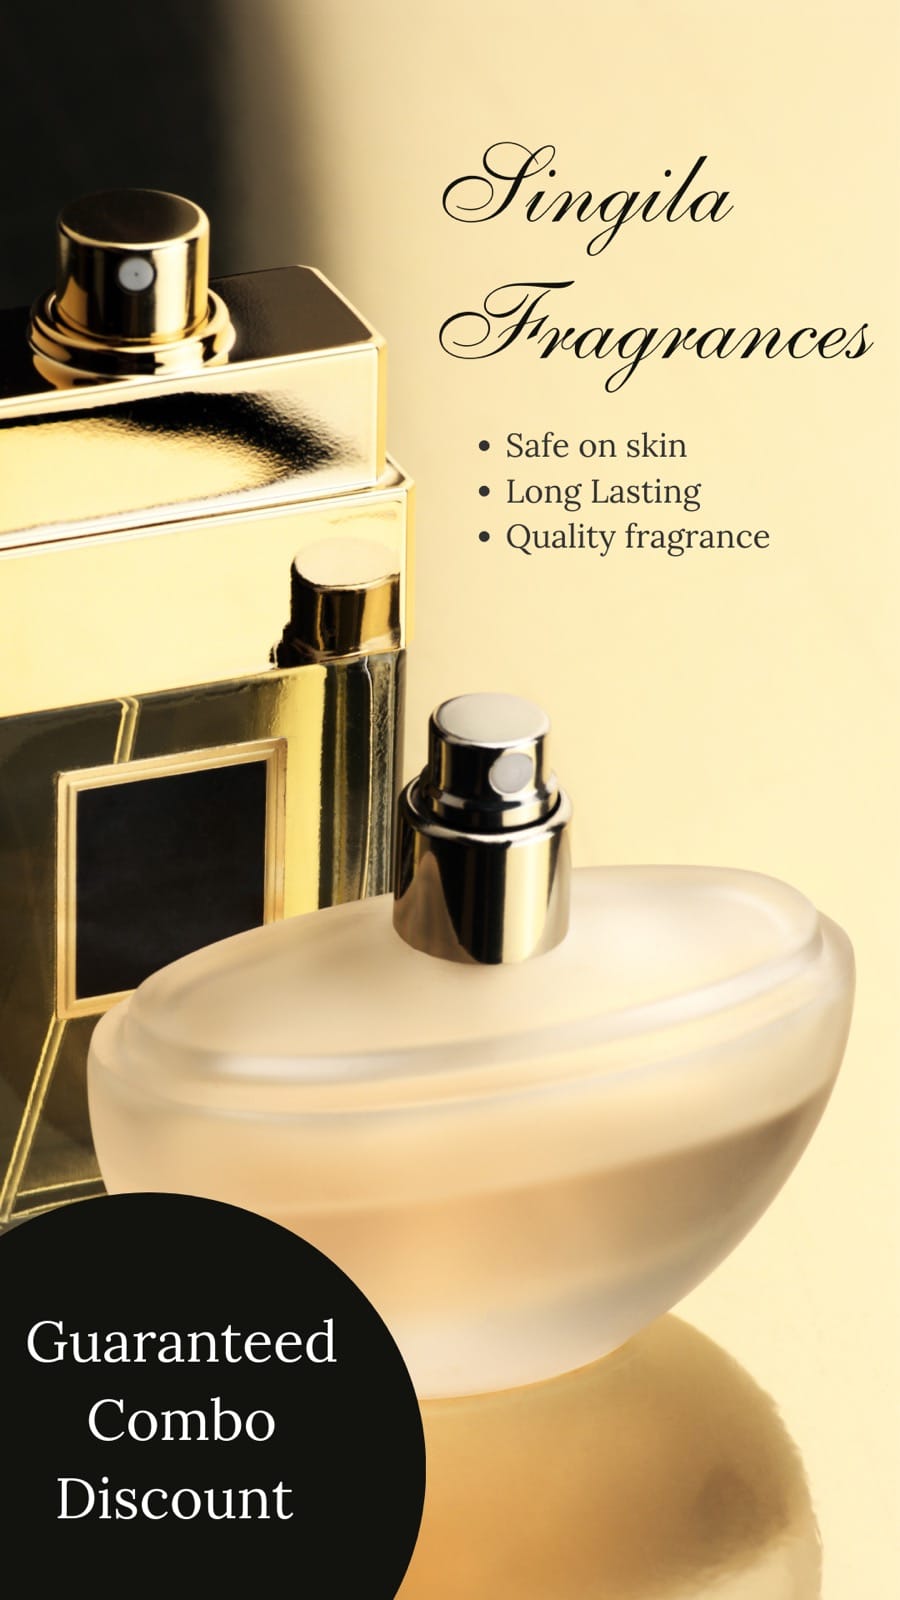 Singila
Fragrances
• Safe on skin
• Long Lasting
• Quality fragrance
Guaranteed
Combo
Discount